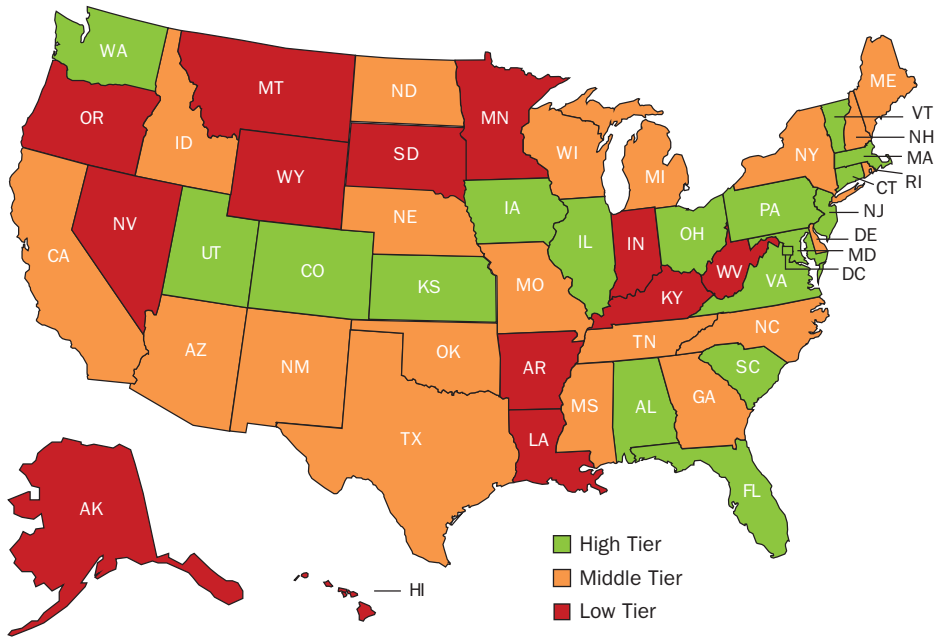 WA
MT
ND
MN
ME
VT
OR
ID
SD
WI
MI
NY
NH
WY
MA
RI
CT
NE
IA
PA
NJ
NV
UT
CO
IL
IN
OH
DE
MD
DC
CA
KS
MO
WV
VA
KY
AZ
NM
OK
AR
TN
NC
SC
MS
AL
GA
TX
LA
FL
AK
HI
High Tier
Middle Tier
Low Tier